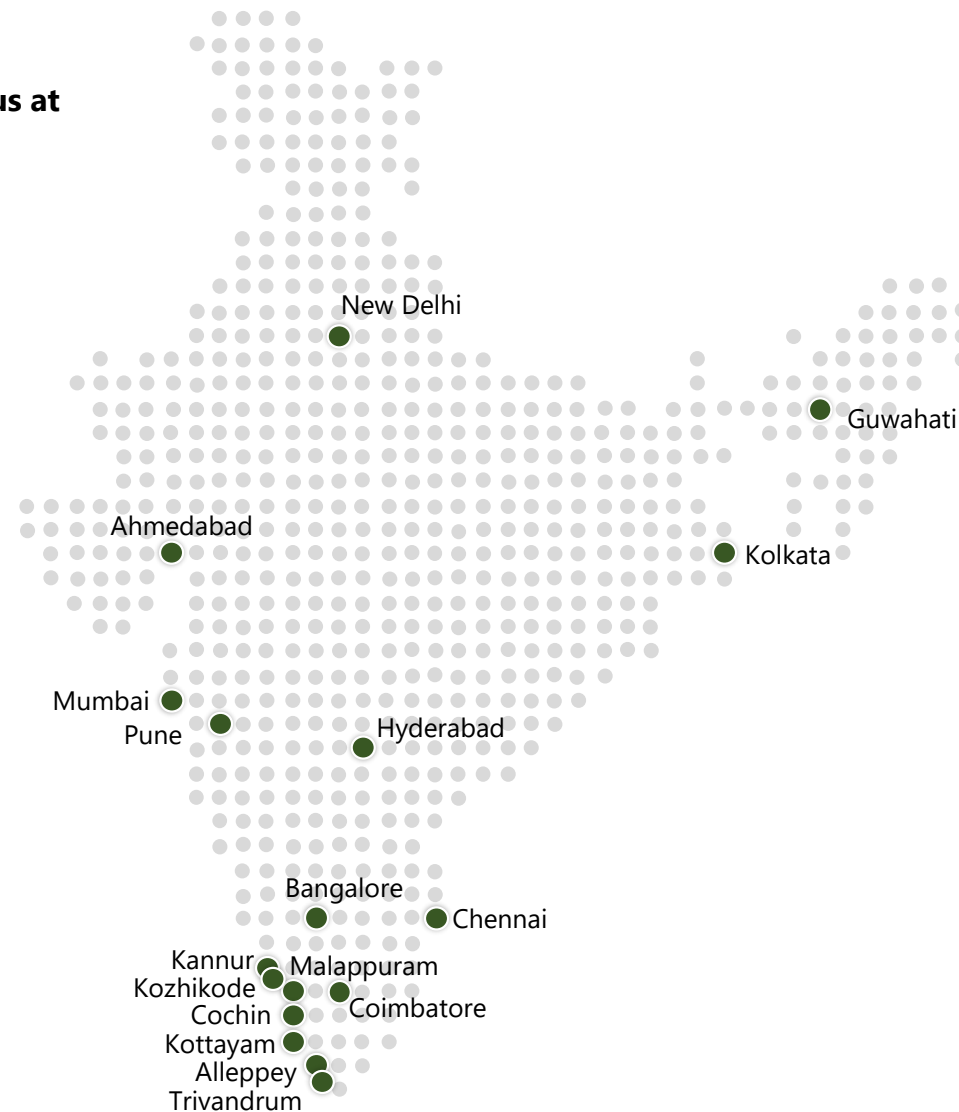 us at
New Delhi
Guwahati
Ahmedabad
Kolkata
Mumbai
Pune
Hyderabad
Bangalore
Chennai
Kannur
Malappuram
Kozhikode
Coimbatore
Cochin
Kottayam
Alleppey
Trivandrum